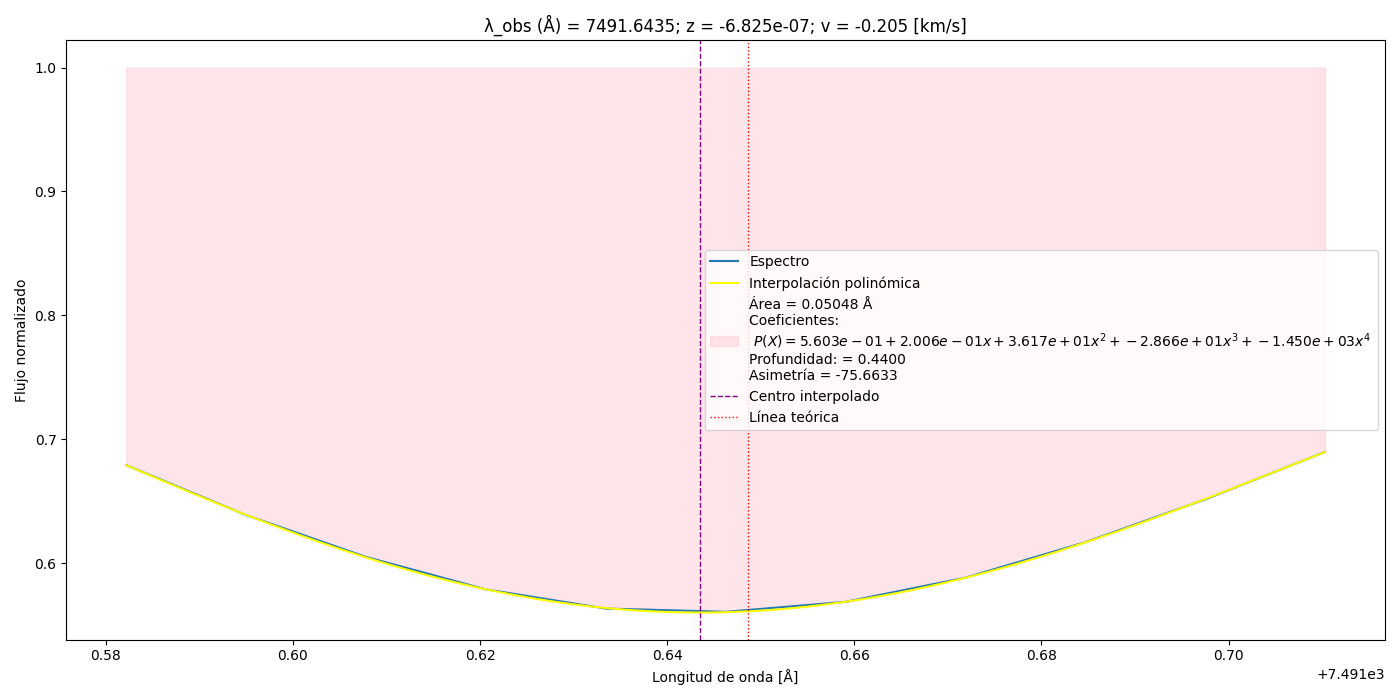 λ_obs (Å) = 7491.6435; z = -6.825e-07; v = -0.205 [km/s]
Flujo normalizado
1.0
0.9
0.8
0.7
0.6
Espectro
Interpolación polinómica
Área = 0.05048 Å
Coeficientes:
P(X) = 5.603e − 01 + 2.006e − 01x + 3.617e + 01x² + −2.866e + 01x³ + −1.450e + 03x⁴
Profundidad: = 0.4400
Asimetría = -75.6633
Centro interpolado
Línea teórica
0.58 0.60 0.62 0.64 0.66 0.68 0.70
+7.491e3
Longitud de onda [Å]